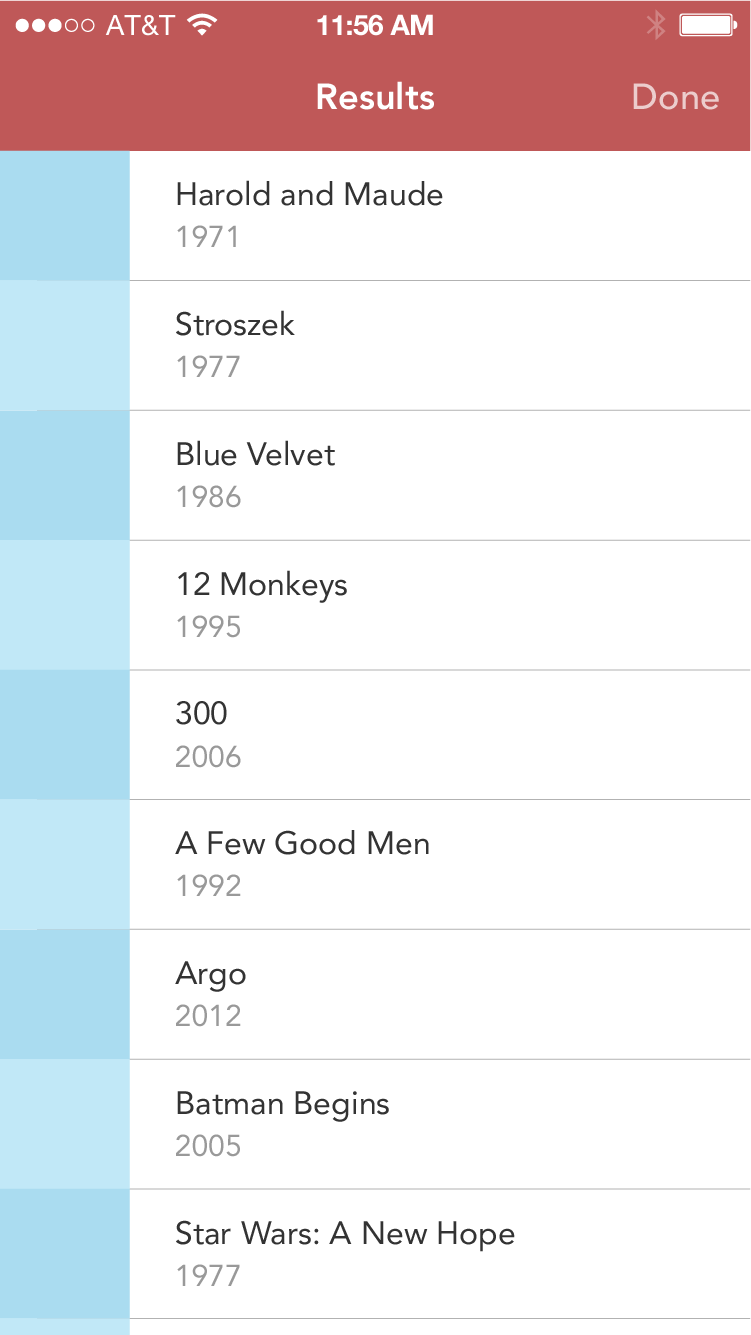 AT&T 11:56 AM
Results Done
Harold and Maude
1971
Stroszek
1977
Blue Velvet
1986
12 Monkeys
1995
300
2006
A Few Good Men
1992
Argo
2012
Batman Begins
2005
Star Wars: A New Hope
1977